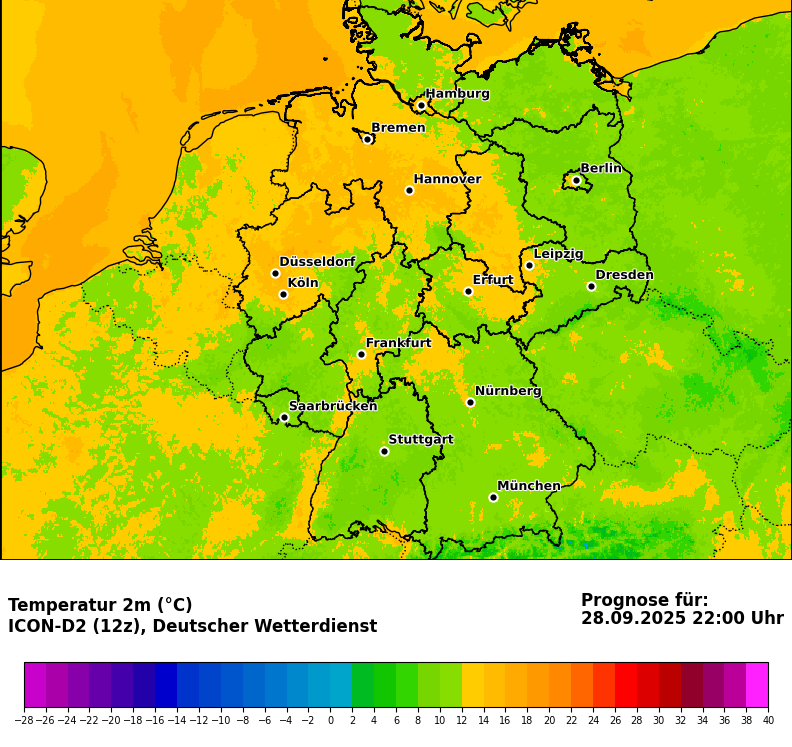 Hamburg
Bremen
Berlin
Hannover
Leipzig
Düsseldorf
Dresden
Köln
Erfurt
Frankfurt
Nürnberg
Saarbrücken
Stuttgart
München
Temperatur 2m (°C)
ICON-D2 (12z), Deutscher Wetterdienst
Prognose für:
28.09.2025 22:00 Uhr
−28 −26 −24 −22 −20 −18 −16 −14 −12 −10 −8 −6 −4 −2 0 2 4 6 8 10 12 14 16 18 20 22 24 26 28 30 32 34 36 38 40